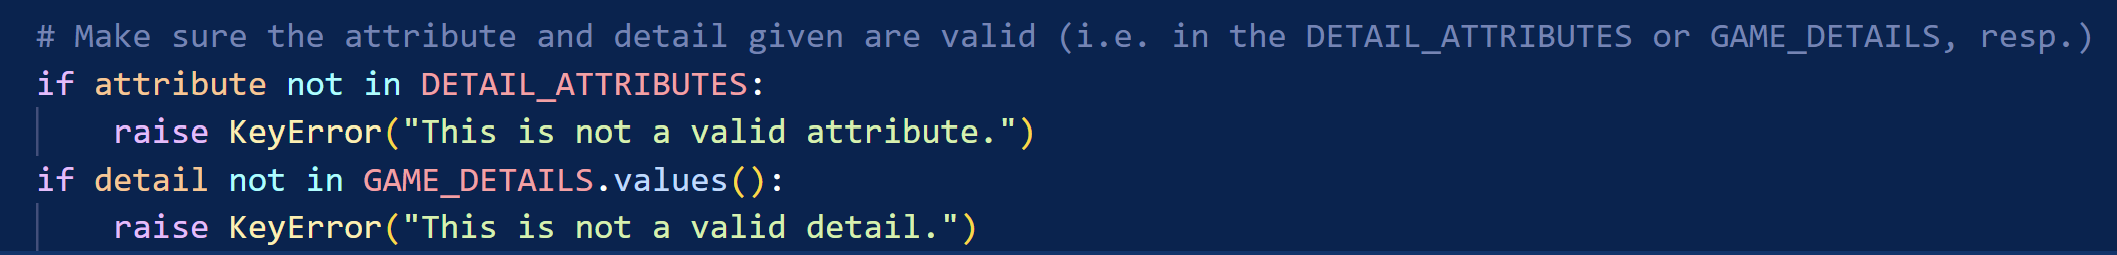 # Make sure the attribute and detail given are valid (i.e. in the DETAIL_ATTRIBUTES or GAME_DETAILS, resp.)
if attribute not in DETAIL_ATTRIBUTES:
    raise KeyError("This is not a valid attribute.")
if detail not in GAME_DETAILS.values():
    raise KeyError("This is not a valid detail.")